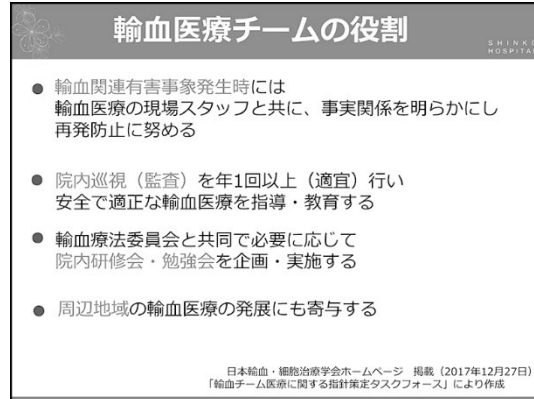 輸血医療チームの役割
SHINKO
HOSPITAL
● 輸血関連有害事象発生時には
輸血医療の現場スタッフと共に、事実関係を明らかにし
再発防止に努める
● 院内巡視（監査）を年1回以上（適宜）行い
安全で適正な輸血医療を指導・教育する
● 輸血療法委員会と共同で必要に応じて
院内研修会・勉強会を企画・実施する
● 周辺地域の輸血医療の発展にも寄与する
日本輸血・細胞治療学会ホームページ 掲載（2017年12月27日）
「輸血チーム医療に関する指針策定タスクフォース」により作成